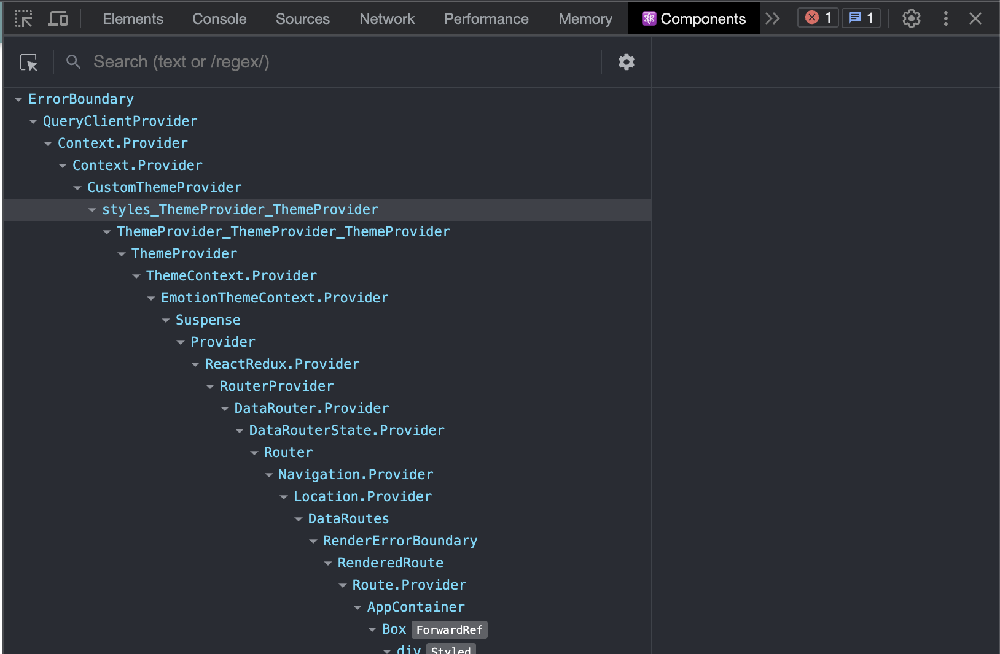 Elements Console Sources Network Performance Memory Components 1 1
Search (text or /regex/)
ErrorBoundary
QueryClientProvider
Context.Provider
Context.Provider
CustomThemeProvider
styles_ThemeProvider_ThemeProvider
ThemeProvider_ThemeProvider_ThemeProvider
ThemeProvider
ThemeContext.Provider
EmotionThemeContext.Provider
Suspense
Provider
ReactRedux.Provider
RouterProvider
DataRouter.Provider
DataRouterState.Provider
Router
Navigation.Provider
Location.Provider
DataRoutes
RenderErrorBoundary
RenderedRoute
Route.Provider
AppContainer
Box ForwardRef
div Styled